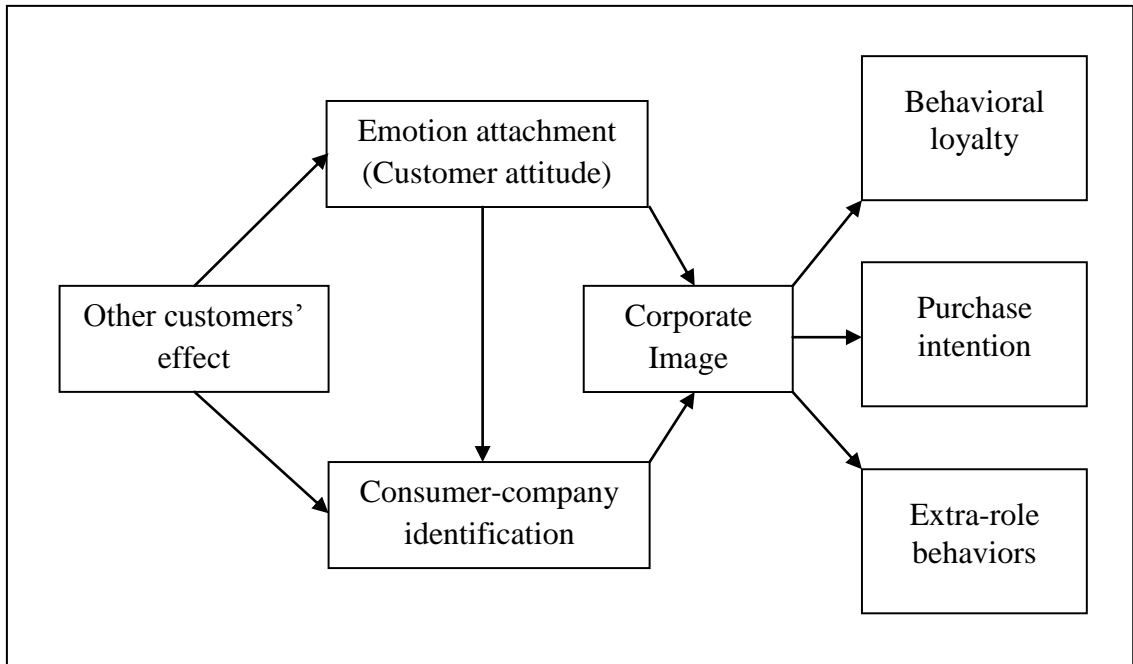 Other customers’
effect
Emotion attachment
(Customer attitude)
Consumer-company
identification
Corporate
Image
Behavioral
loyalty
Purchase
intention
Extra-role
behaviors